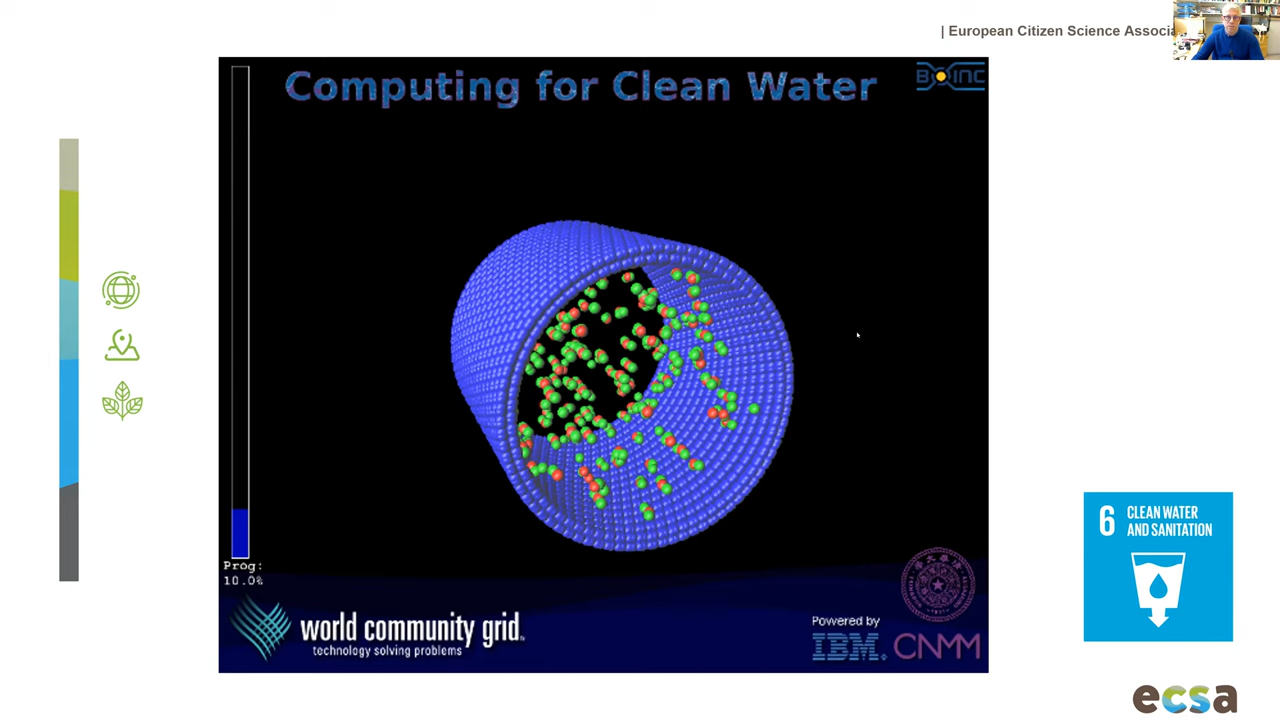 | European Citizen Science Associa
Computing for Clean Water
BOINC
Prog:
10.0%
world community grid
technology solving problems
Powered by
IBM. CNMM
6 CLEAN WATER
AND SANITATION
ecsa